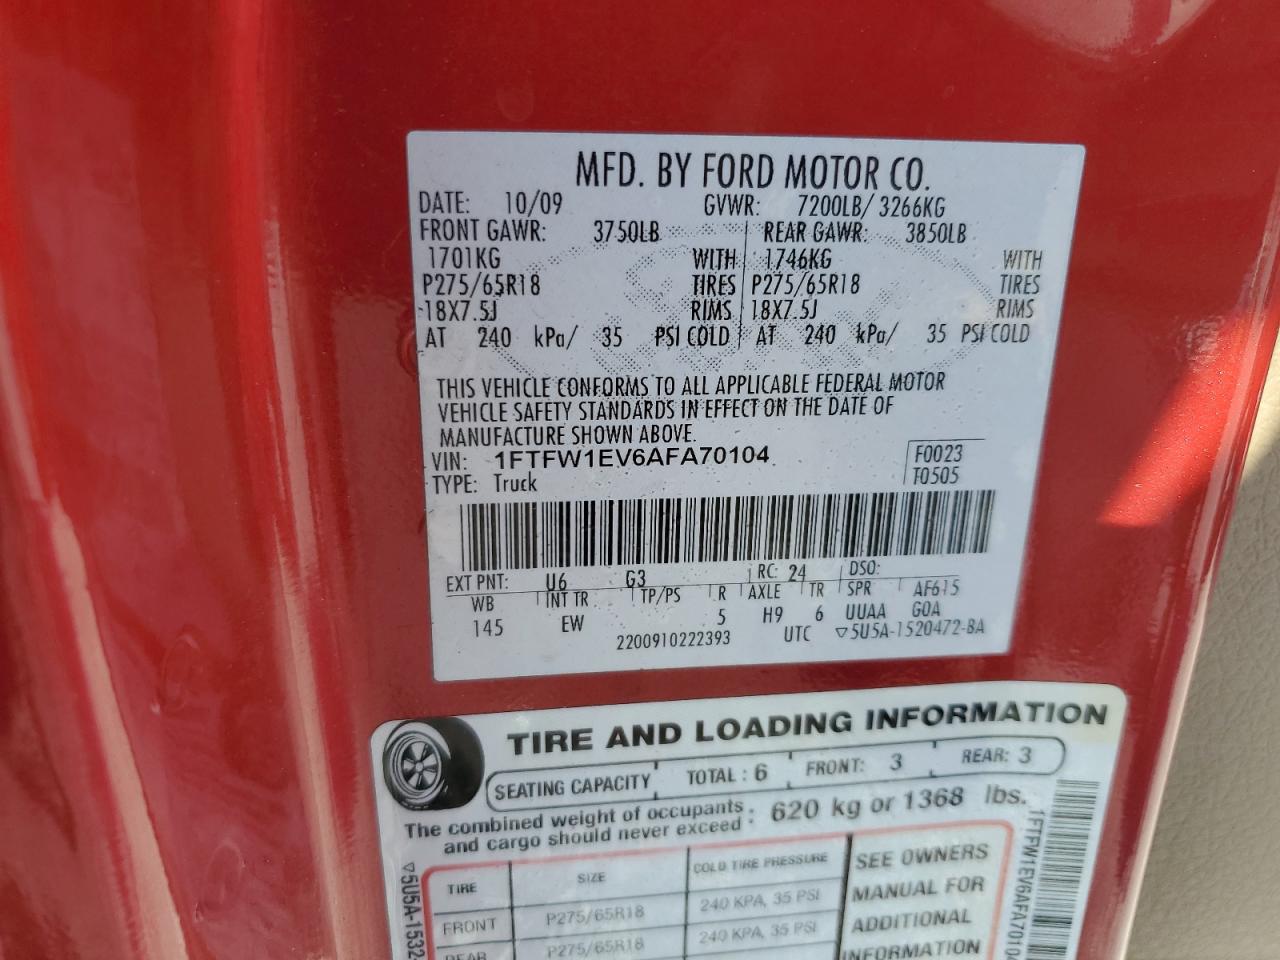 MFD. BY FORD MOTOR CO.
DATE: 10/09 GVWR: 7200LB/ 3266KG
FRONT GAWR: 3750LB REAR GAWR: 3850LB
1701KG WITH 1746KG WITH
P275/65R18 TIRES P275/65R18 TIRES
18X7.5J RIMS 18X7.5J RIMS
AT 240 kPa/ 35 PSI COLD AT 240 kPa/ 35 PSI COLD
THIS VEHICLE CONFORMS TO ALL APPLICABLE FEDERAL MOTOR
VEHICLE SAFETY STANDARDS IN EFFECT ON THE DATE OF
MANUFACTURE SHOWN ABOVE.
VIN: 1FTFW1EV6AFA70104 F0023
TYPE: Truck T0505
EXT PNT: U6 G3 RC: 24 DSO:
WB INT TR TP/PS R AXLE TR SPR AF615
145 EW 5 H9 6 UUAA GOA
2200910222393 UTC ▽5U5A-1520472-BA
TIRE AND LOADING INFORMATION
SEATING CAPACITY TOTAL : 6 FRONT: 3 REAR: 3
The combined weight of occupants : 620 kg or 1368 lbs.
and cargo should never exceed :
TIRE SIZE COLD TIRE PRESSURE SEE OWNERS
FRONT P275/65R18 240 KPA, 35 PSI MANUAL FOR
REAR P275/65R18 240 KPA, 35 PSI ADDITIONAL
INFORMATION
▽5U5A-1532
1FTFW1EV6AFA70104